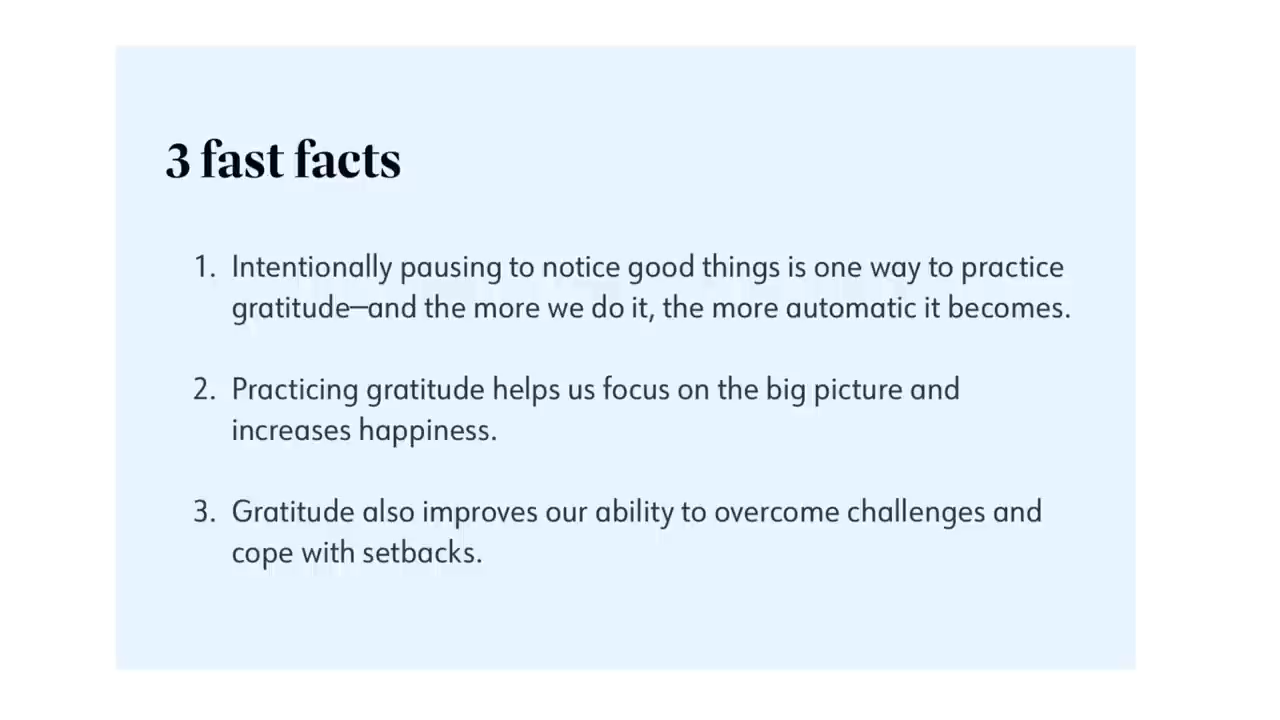 3 fast facts
1. Intentionally pausing to notice good things is one way to practice
gratitude—and the more we do it, the more automatic it becomes.
2. Practicing gratitude helps us focus on the big picture and
increases happiness.
3. Gratitude also improves our ability to overcome challenges and
cope with setbacks.